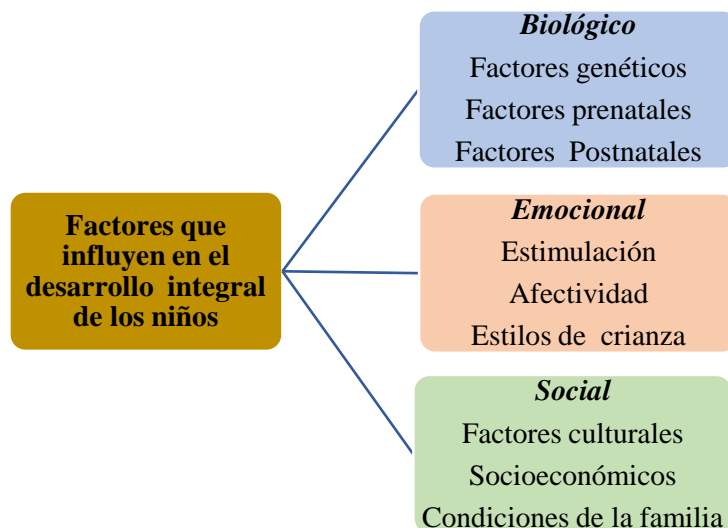 Factores que
influyen en el
desarrollo integral
de los niños
Biológico
Factores genéticos
Factores prenatales
Factores Postnatales
Emocional
Estimulación
Afectividad
Estilos de crianza
Social
Factores culturales
Socioeconómicos
Condiciones de la familia